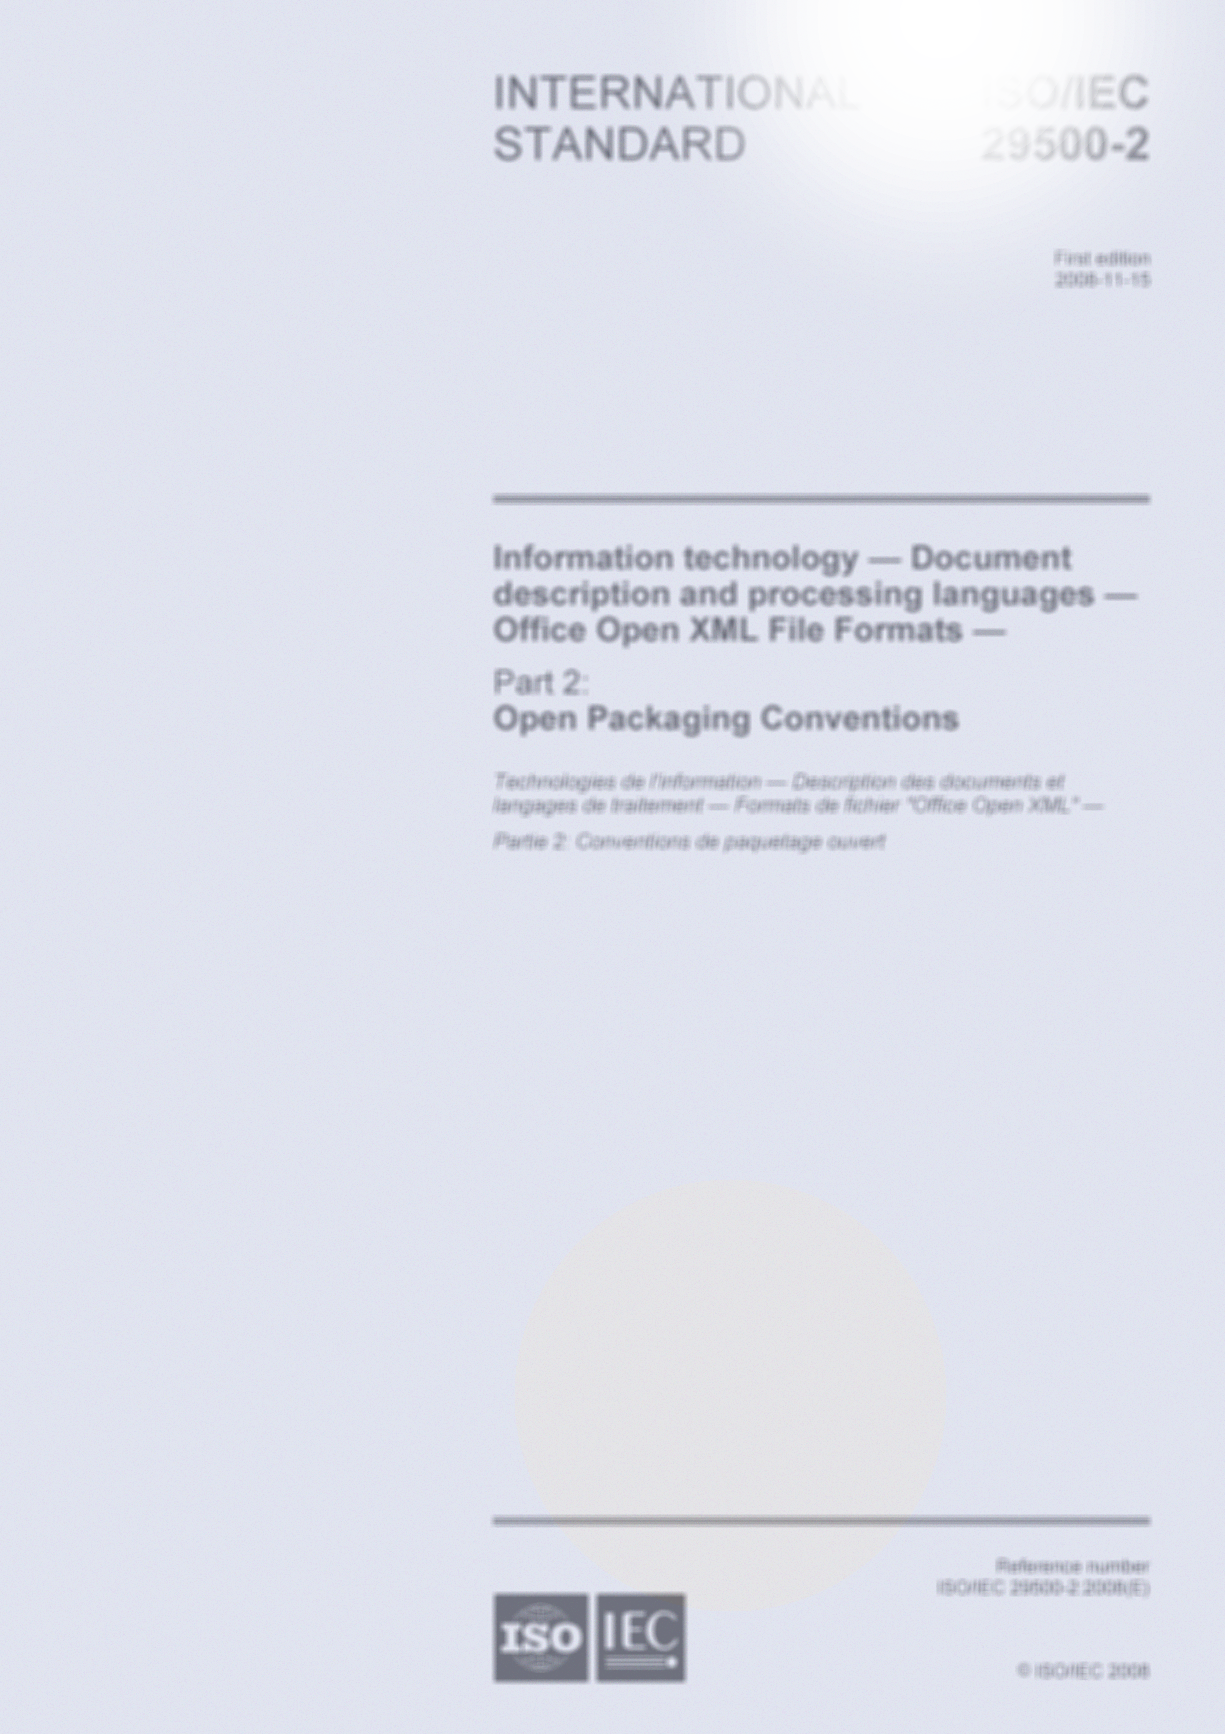 INTERNATIONAL
STANDARD
ISO/IEC
29500-2
First edition
2008-11-15
Information technology — Document
description and processing languages —
Office Open XML File Formats —
Part 2:
Open Packaging Conventions
Technologies de l'information — Description des documents et
langages de traitement — Formats de fichier "Office Open XML" —
Partie 2: Conventions de paquetage ouvert
Reference number
ISO/IEC 29500-2:2008(E)
ISO IEC
© ISO/IEC 2008